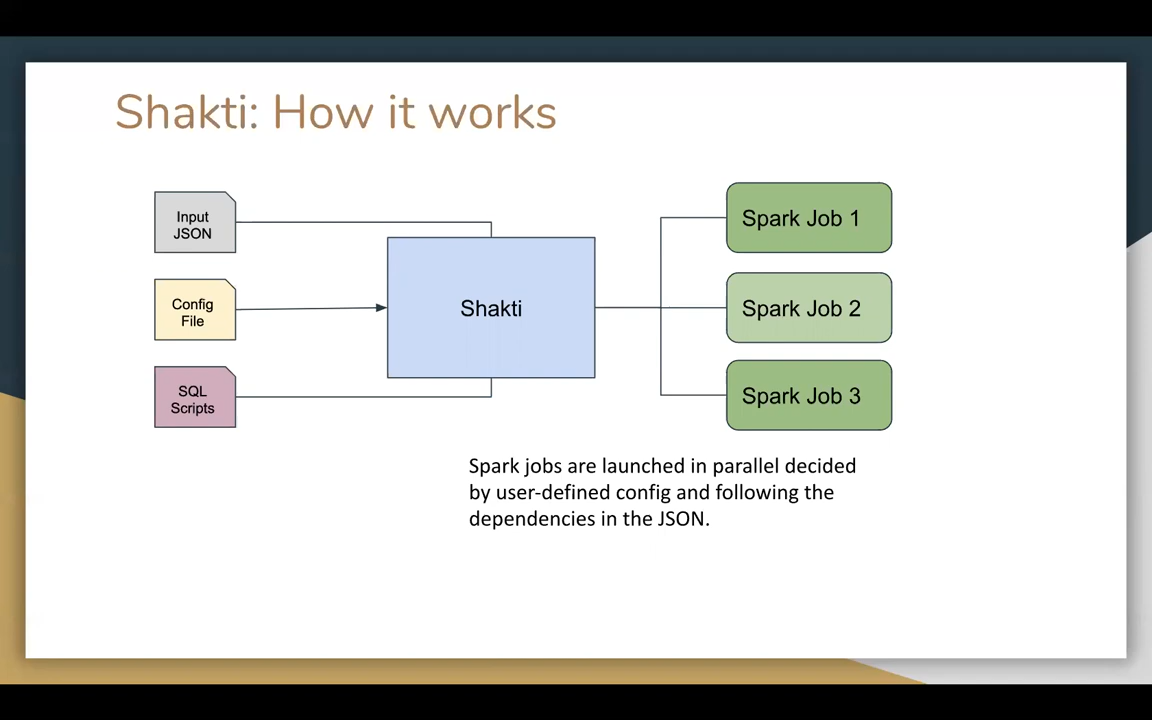 Shakti: How it works
Input
JSON
Config
File
SQL
Scripts
Shakti
Spark Job 1
Spark Job 2
Spark Job 3
Spark jobs are launched in parallel decided
by user-defined config and following the
dependencies in the JSON.